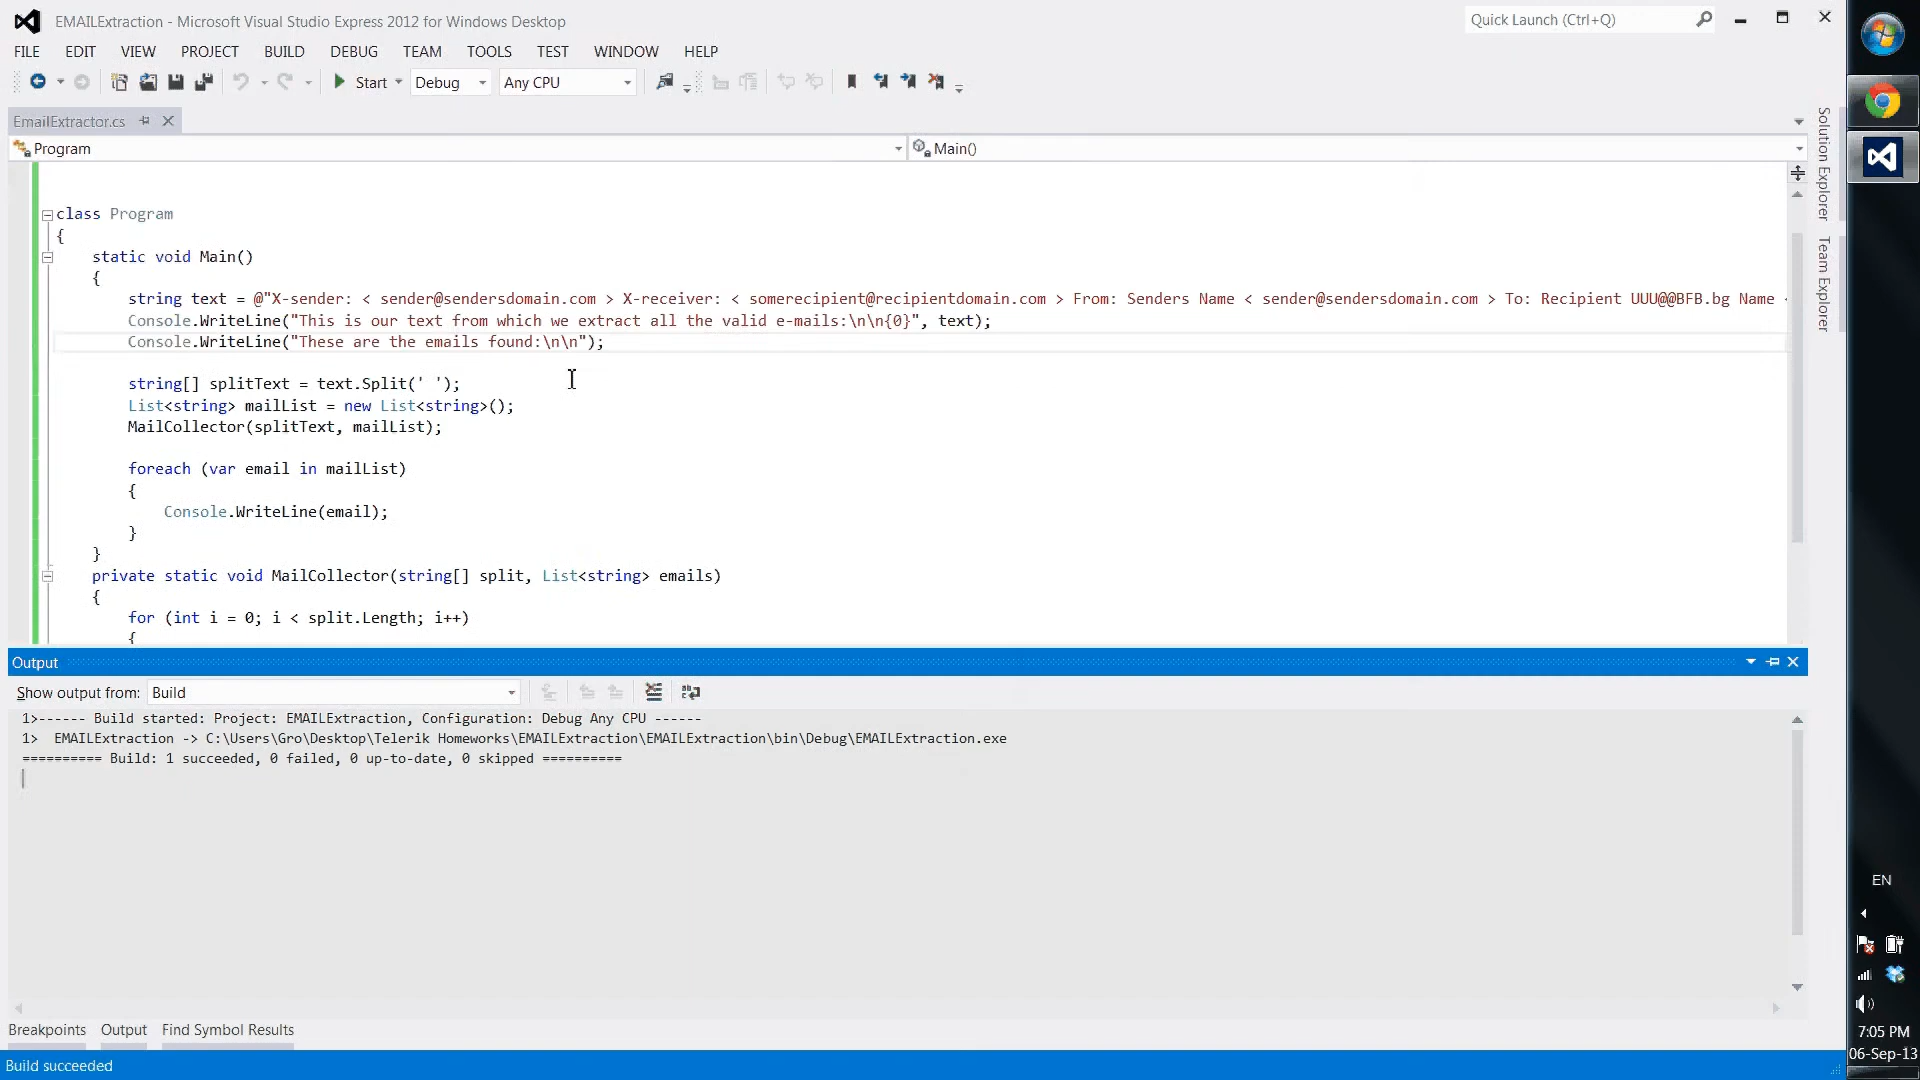 EMAILExtraction - Microsoft Visual Studio Express 2012 for Windows Desktop
Quick Launch (Ctrl+Q)
FILE EDIT VIEW PROJECT BUILD DEBUG TEAM TOOLS TEST WINDOW HELP
Start Debug Any CPU
EmailExtractor.cs
Program Main()
Solution Explorer
Team Explorer
class Program
{
static void Main()
{
string text = @"X-sender: < sender@sendersdomain.com > X-receiver: < somerecipient@recipientdomain.com > From: Senders Name < sender@sendersdomain.com > To: Recipient UUU@@BFB.bg Name <
Console.WriteLine("This is our text from which we extract all the valid e-mails:\n\n{0}", text);
Console.WriteLine("These are the emails found:\n\n");
string[] splitText = text.Split(' ');
List<string> mailList = new List<string>();
MailCollector(splitText, mailList);
foreach (var email in mailList)
{
Console.WriteLine(email);
}
}
private static void MailCollector(string[] split, List<string> emails)
{
for (int i = 0; i < split.Length; i++)
{
Output
Show output from: Build
1>------ Build started: Project: EMAILExtraction, Configuration: Debug Any CPU ------
1>  EMAILExtraction -> C:\Users\Gro\Desktop\Telerik Homeworks\EMAILExtraction\EMAILExtraction\bin\Debug\EMAILExtraction.exe
========== Build: 1 succeeded, 0 failed, 0 up-to-date, 0 skipped ==========
Breakpoints Output Find Symbol Results
Build succeeded
EN
7:05 PM
06-Sep-13